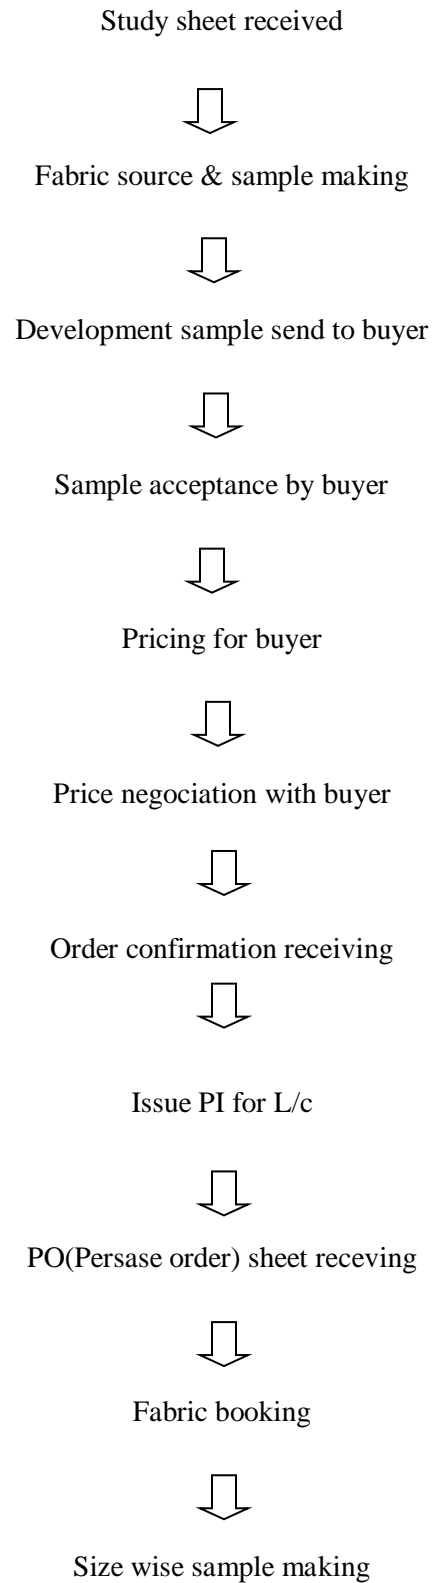 Study sheet received
Fabric source & sample making
Development sample send to buyer
Sample acceptance by buyer
Pricing for buyer
Price negociation with buyer
Order confirmation receiving
Issue PI for L/c
PO(Persase order) sheet receving
Fabric booking
Size wise sample making